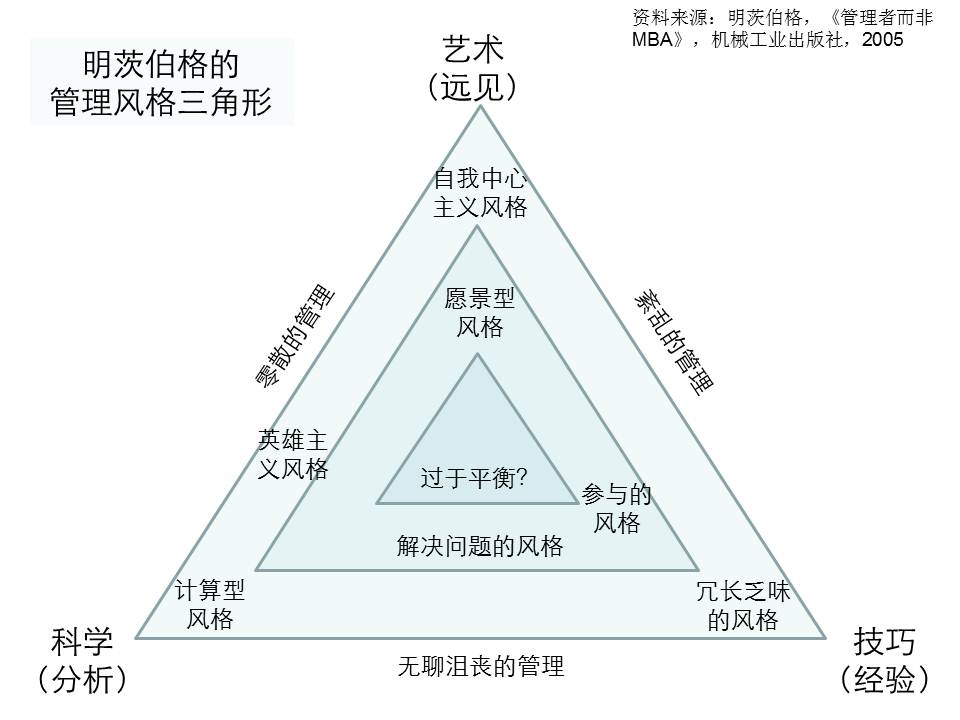 资料来源：明茨伯格，《管理者而非
MBA》，机械工业出版社，2005
明茨伯格的
管理风格三角形
艺术
（远见）
自我中心
主义风格
愿景型
风格
零散的管理
紊乱的管理
英雄主
义风格
过于平衡？
参与的
风格
解决问题的风格
计算型
风格
冗长乏味
的风格
科学
（分析）
技巧
（经验）
无聊沮丧的管理